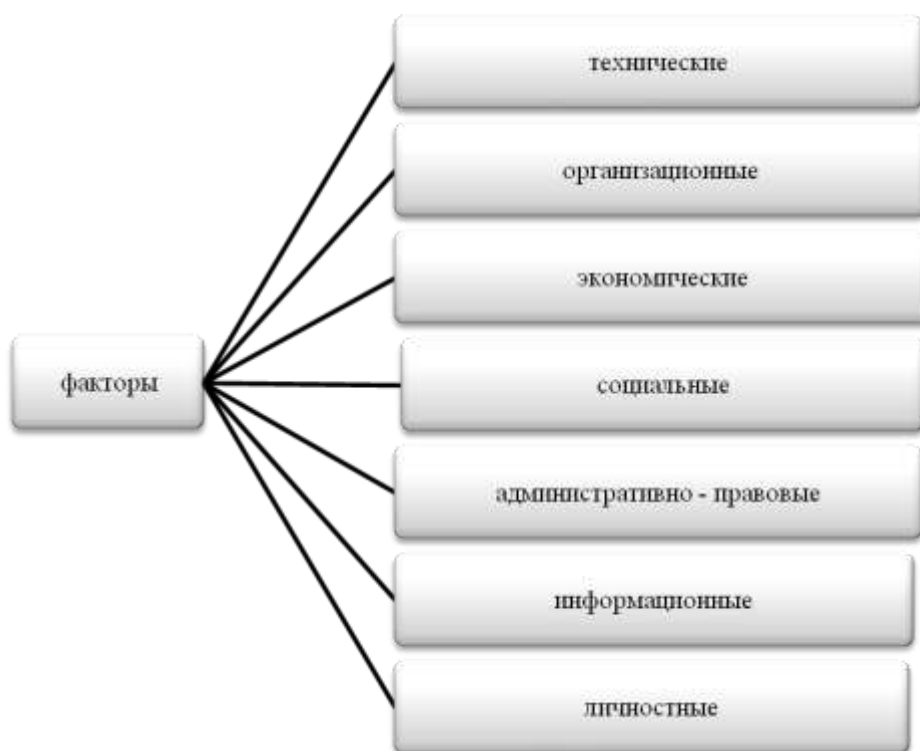 технические
организационные
экономические
факторы
социальные
административно - правовые
информационные
личностные